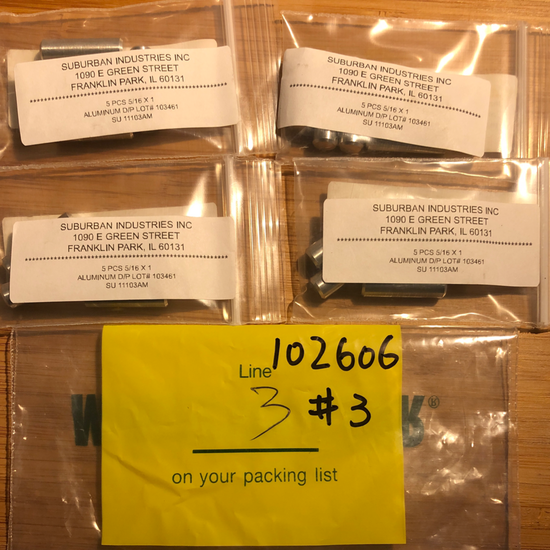 SUBURBAN INDUSTRIES INC
1090 E GREEN STREET
FRANKLIN PARK, IL 60131
5 PCS 5/16 X 1
ALUMINUM D/P LOT# 103461
SU 11103AM
SUBURBAN INDUSTRIES INC
1090 E GREEN STREET
FRANKLIN PARK, IL 60131
5 PCS 5/16 X 1
ALUMINUM D/P LOT# 103461
SU 11103AM
SUBURBAN INDUSTRIES INC
1090 E GREEN STREET
FRANKLIN PARK, IL 60131
5 PCS 5/16 X 1
ALUMINUM D/P LOT# 103461
SU 11103AM
SUBURBAN INDUSTRIES INC
1090 E GREEN STREET
FRANKLIN PARK, IL 60131
5 PCS 5/16 X 1
ALUMINUM D/P LOT# 103461
SU 11103AM
102606
Line
3 #3
on your packing list